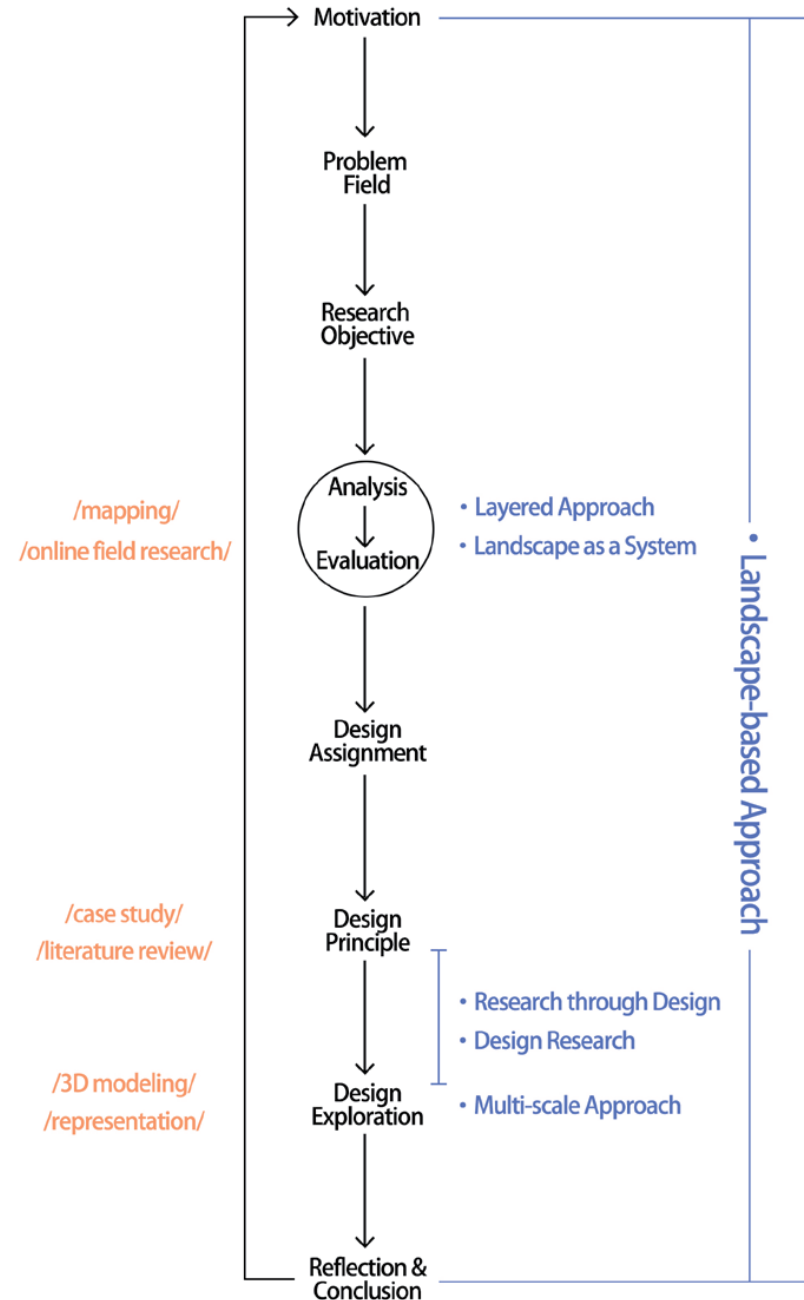 Motivation
Problem
Field
Research
Objective
/mapping/
/online field research/
Analysis
Evaluation
• Layered Approach
• Landscape as a System
• Landscape-based Approach
Design
Assignment
/case study/
/literature review/
Design
Principle
• Research through Design
• Design Research
/3D modeling/
/representation/
Design
Exploration
• Multi-scale Approach
Reflection &
Conclusion